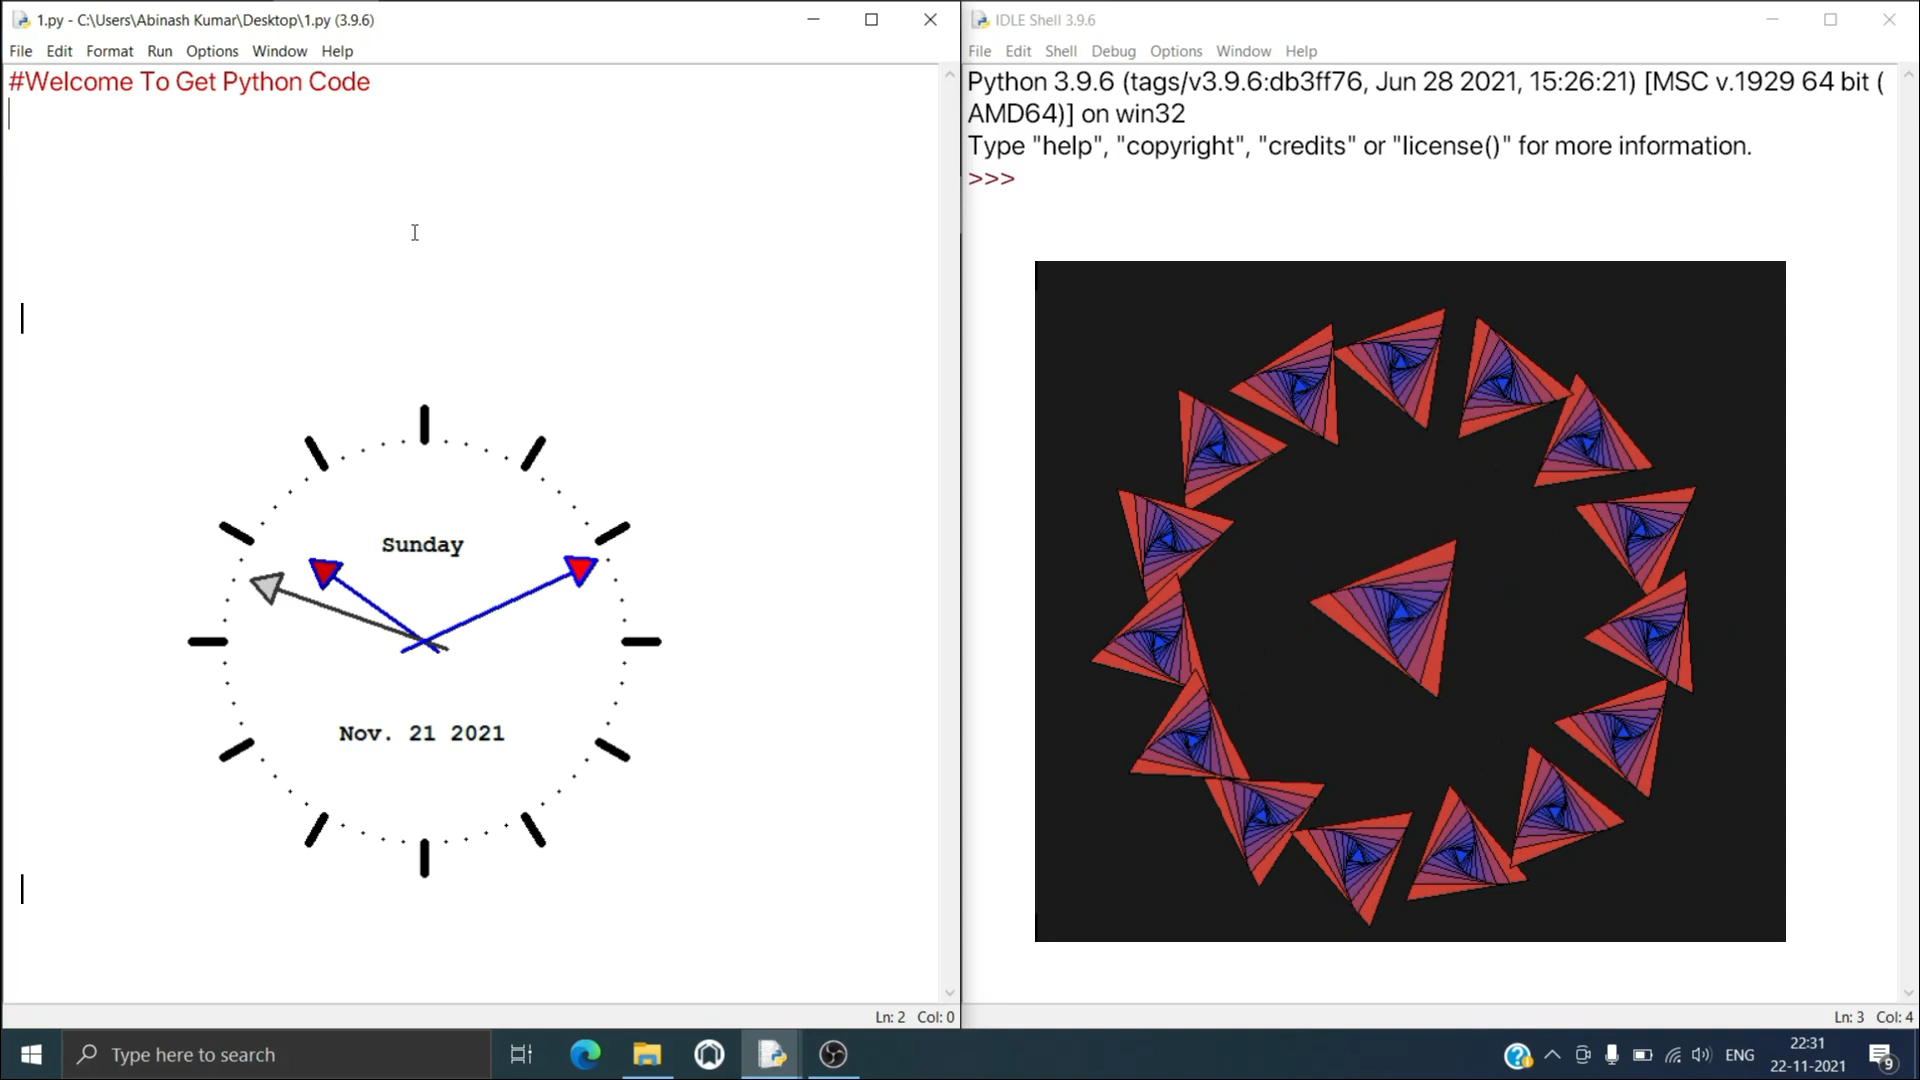 1.py - C:\Users\Abinash Kumar\Desktop\1.py (3.9.6)
File Edit Format Run Options Window Help
#Welcome To Get Python Code
Sunday
Nov. 21 2021
Ln: 2 Col: 0
IDLE Shell 3.9.6
File Edit Shell Debug Options Window Help
Python 3.9.6 (tags/v3.9.6:db3ff76, Jun 28 2021, 15:26:21) [MSC v.1929 64 bit (
AMD64)] on win32
Type "help", "copyright", "credits" or "license()" for more information.
>>>
Ln: 3 Col: 4
Type here to search
ENG
22:31
22-11-2021
9